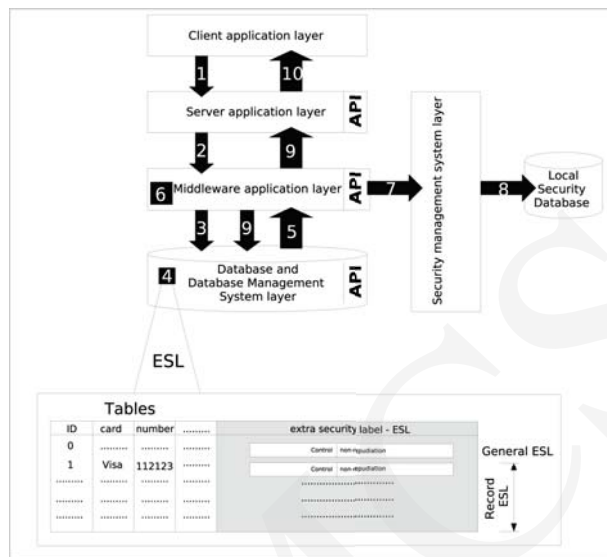 Client application layer
1
10
Server application layer
API
2
9
6
Middleware application layer
API
7
Security management system layer
8
Local
Security
Database
3
9
5
4
Database and
Database Management
System layer
API
ESL
Tables
ID card number ......... extra security label - ESL
0 ......... ......... ......... Control non-repudiation General ESL
1 Visa 112123 ......... Control non-repudiation
......... ......... ......... ......... ....................
......... ......... ......... ......... ....................
......... ......... ......... ......... ....................
Record
ESL